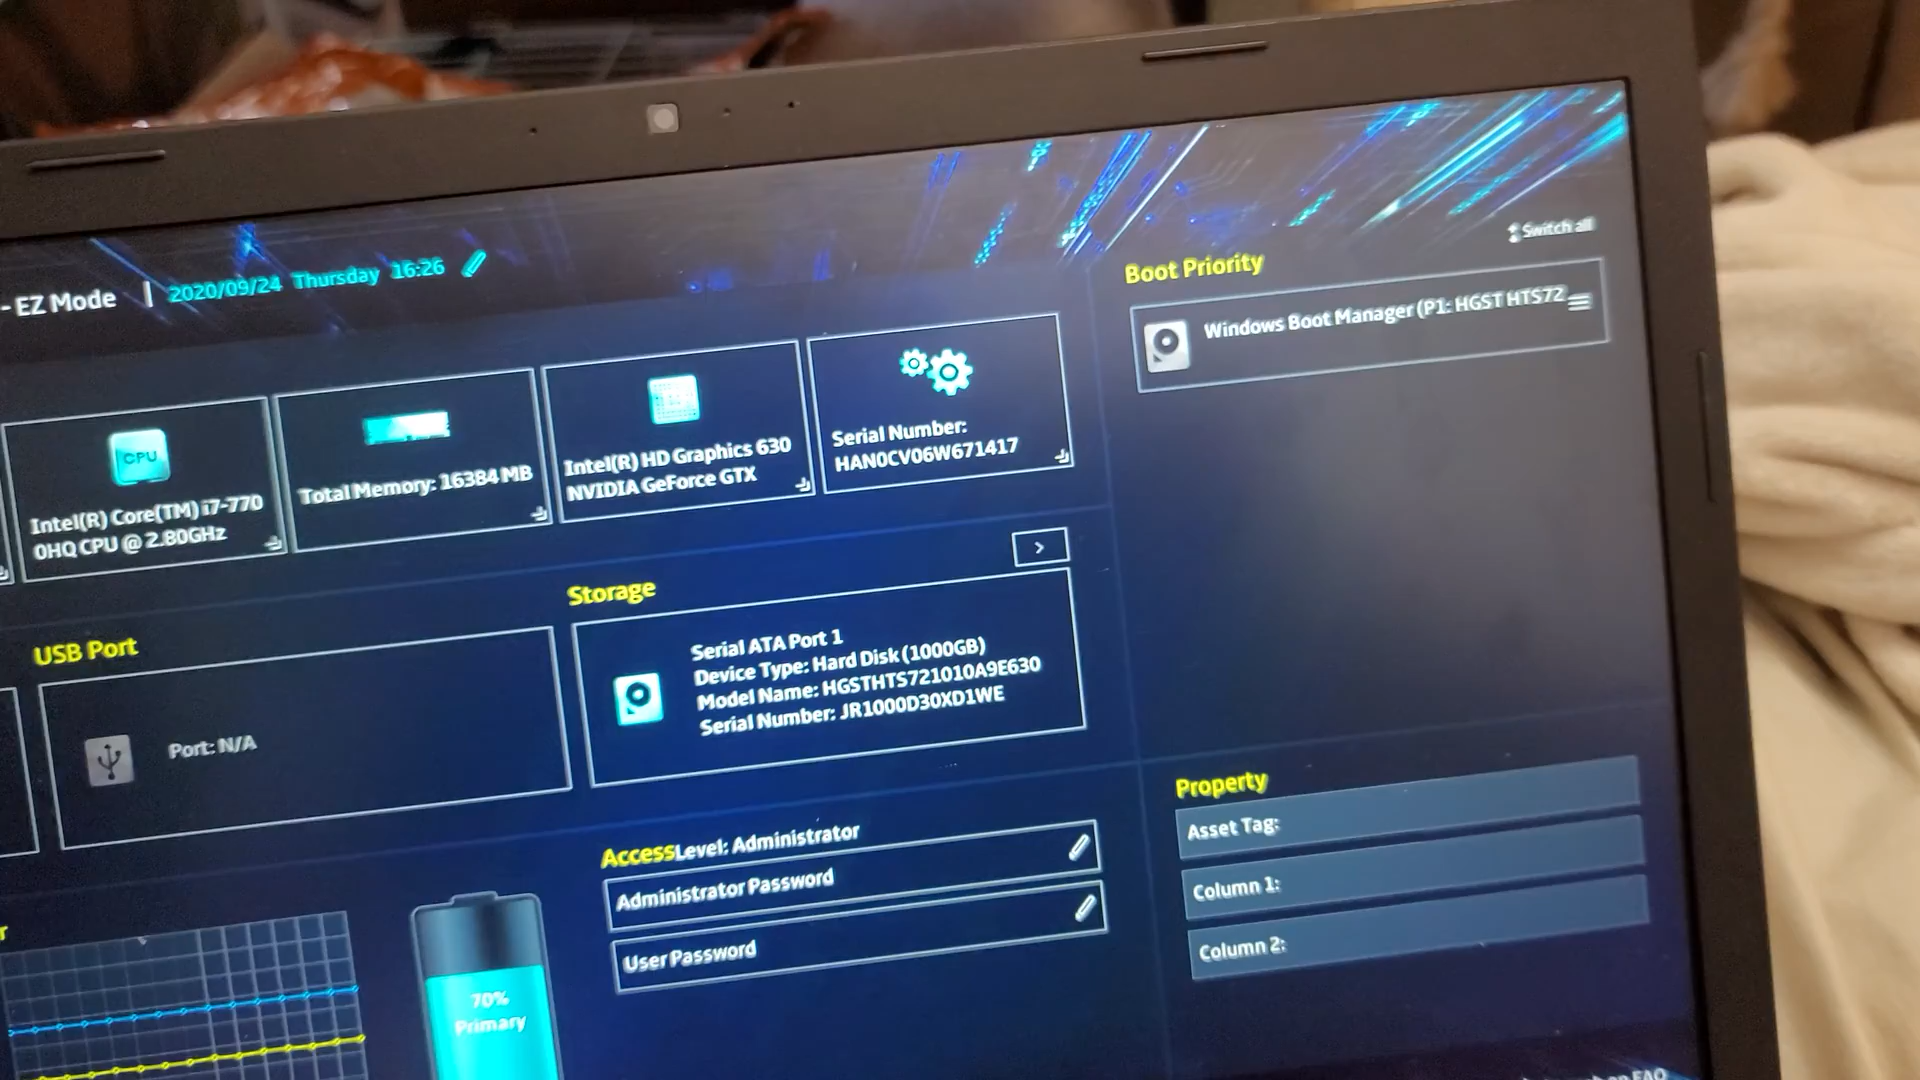 - EZ Mode | 2020/09/24 Thursday 16:26
Switch all
Boot Priority
Windows Boot Manager (P1: HGST HTS72
CPU
Intel(R) Core(TM) i7-770
0HQ CPU @ 2.80GHz
Total Memory: 16384 MB
Intel(R) HD Graphics 630
NVIDIA GeForce GTX
Serial Number:
HAN0CV06W671417
USB Port
Port: N/A
Storage
>
Serial ATA Port 1
Device Type: Hard Disk (1000GB)
Model Name: HGSTHTS721010A9E630
Serial Number: JR1000D30XD1WE
AccessLevel: Administrator
Administrator Password
User Password
Property
Asset Tag:
Column 1:
Column 2:
r
70%
Primary
FAQ